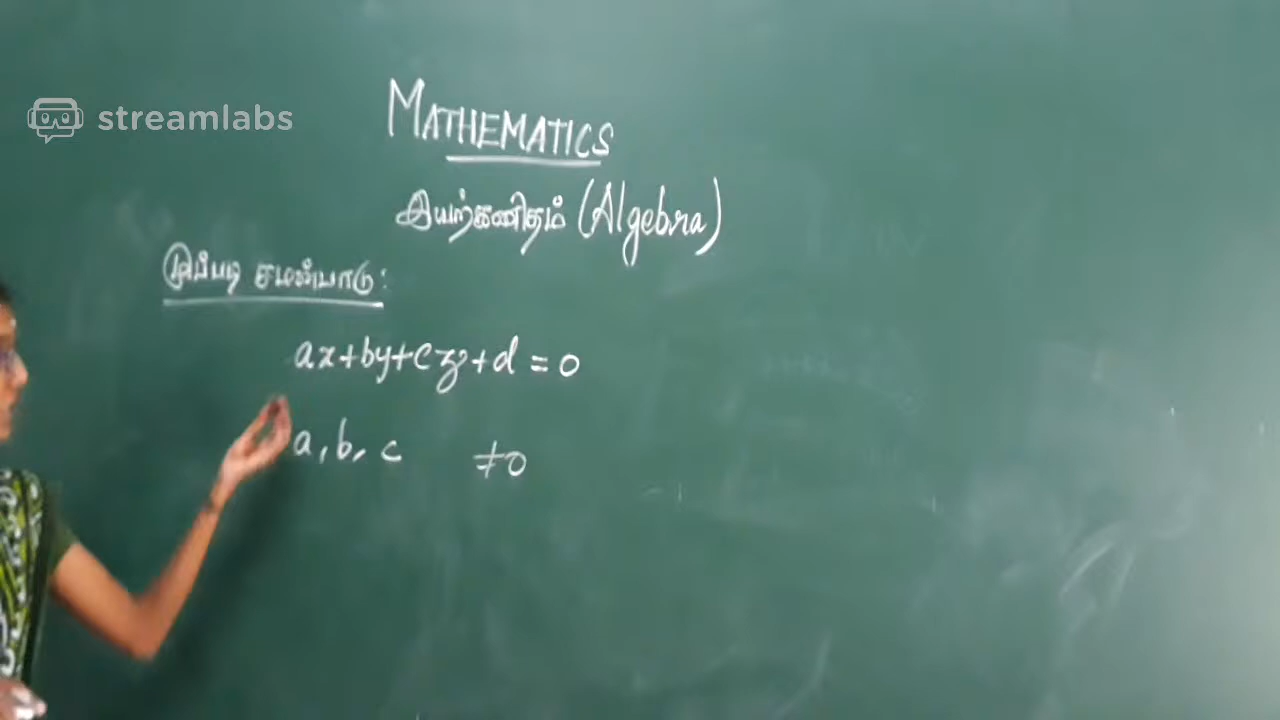 streamlabs
MATHEMATICS
இயற்கணிதம் (Algebra)
முப்படி சமன்பாடு:
ax+by+cz+d=0
a, b, c ≠0